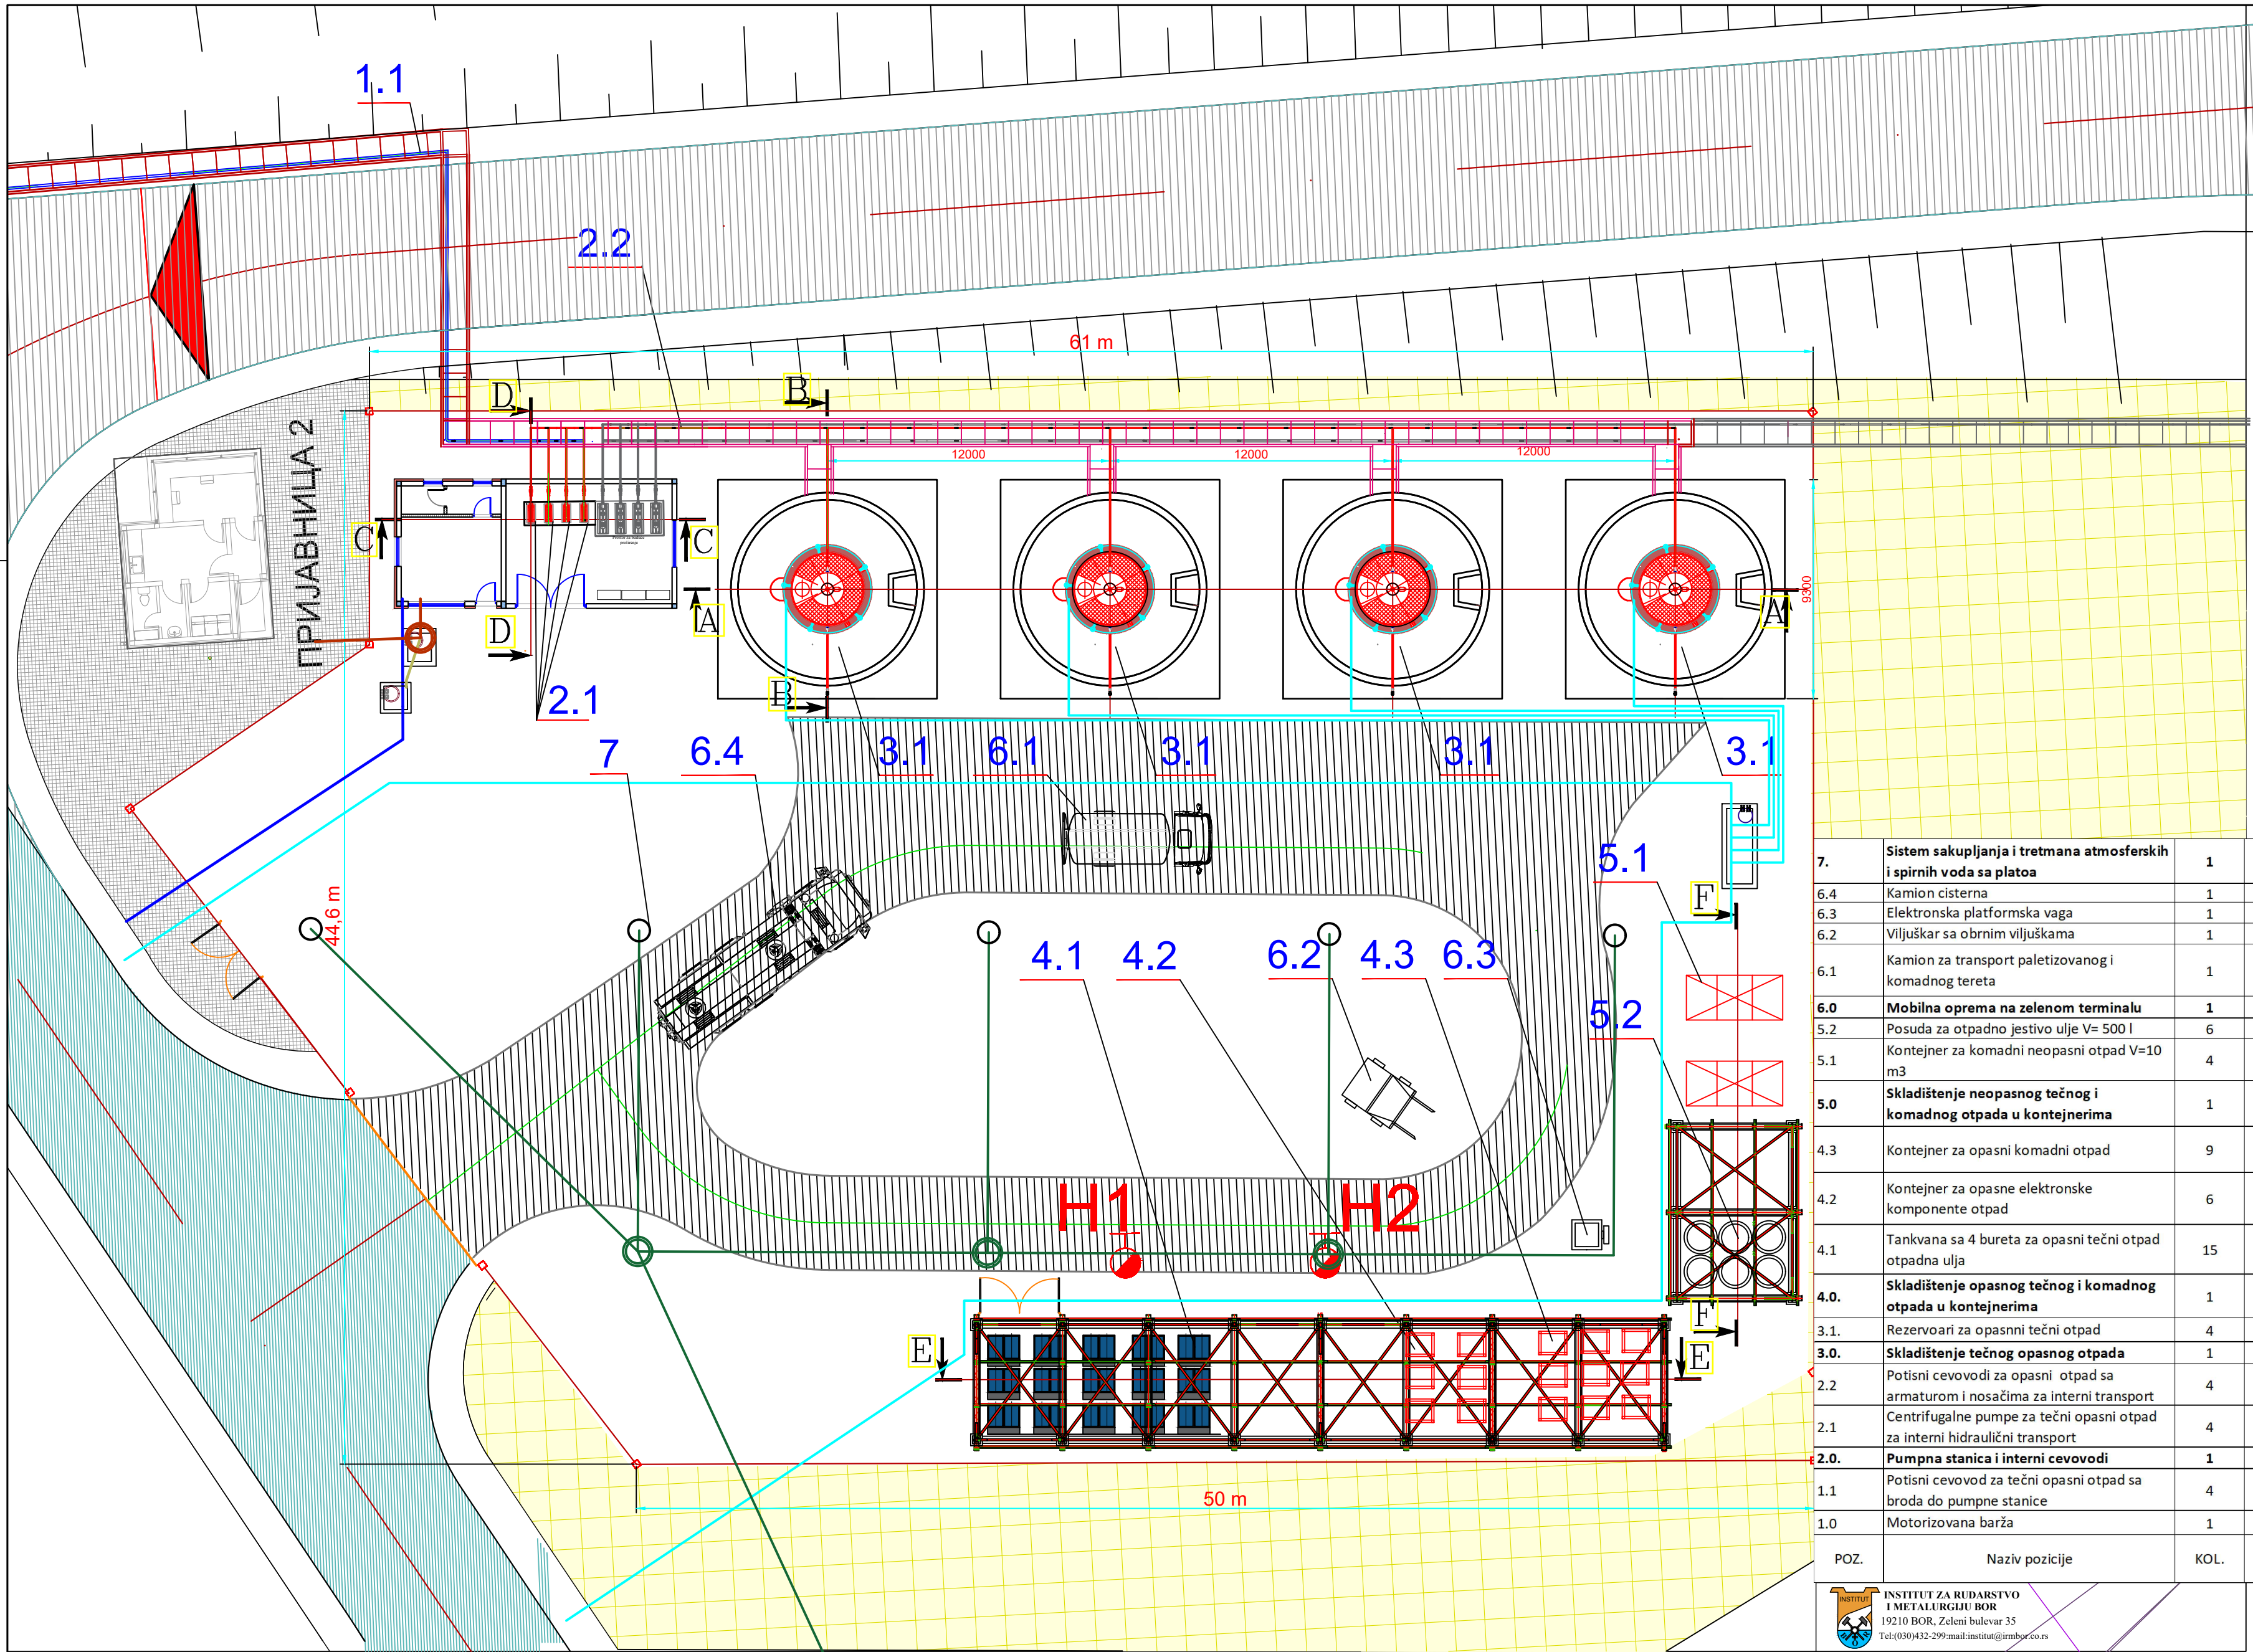 1.1
2.2
61 m
D
B
12000
12000
12000
ПРИЈАВНИЦА 2
C
C
9300
A
A
D
B
2.1
7
6.4
3.1
6.1
3.1
3.1
3.1
44,6 m
5.1
F
4.1
4.2
6.2
4.3
6.3
5.2
H1
H2
F
E
E
50 m
7.
Sistem sakupljanja i tretmana atmosferskih
i spirnih voda sa platoa
1
6.4 Kamion cisterna 1
6.3 Elektronska platformska vaga 1
6.2 Viljuškar sa obrnim viljuškama 1
6.1
Kamion za transport paletizovanog i
komadnog tereta
1
6.0 Mobilna oprema na zelenom terminalu 1
5.2 Posuda za otpadno jestivo ulje V= 500 l 6
5.1
Kontejner za komadni neopasni otpad V=10
m3
4
5.0
Skladištenje neopasnog tečnog i
komadnog otpada u kontejnerima
1
4.3 Kontejner za opasni komadni otpad 9
4.2
Kontejner za opasne elektronske
komponente otpad
6
4.1
Tankvana sa 4 bureta za opasni tečni otpad
otpadna ulja
15
4.0.
Skladištenje opasnog tečnog i komadnog
otpada u kontejnerima
1
3.1. Rezervoari za opasnni tečni otpad 4
3.0. Skladištenje tečnog opasnog otpada 1
2.2
Potisni cevovodi za opasni otpad sa
armaturom i nosačima za interni transport
4
2.1
Centrifugalne pumpe za tečni opasni otpad
za interni hidraulični transport
4
2.0. Pumpna stanica i interni cevovodi 1
1.1
Potisni cevovod za tečni opasni otpad sa
broda do pumpne stanice
4
1.0 Motorizovana barža 1
POZ. Naziv pozicije KOL.
INSTITUT
INSTITUT ZA RUDARSTVO
I METALURGIJU BOR
19210 BOR, Zeleni bulevar 35
Tel:(030)432-299:mail:institut@irmbor.co.rs